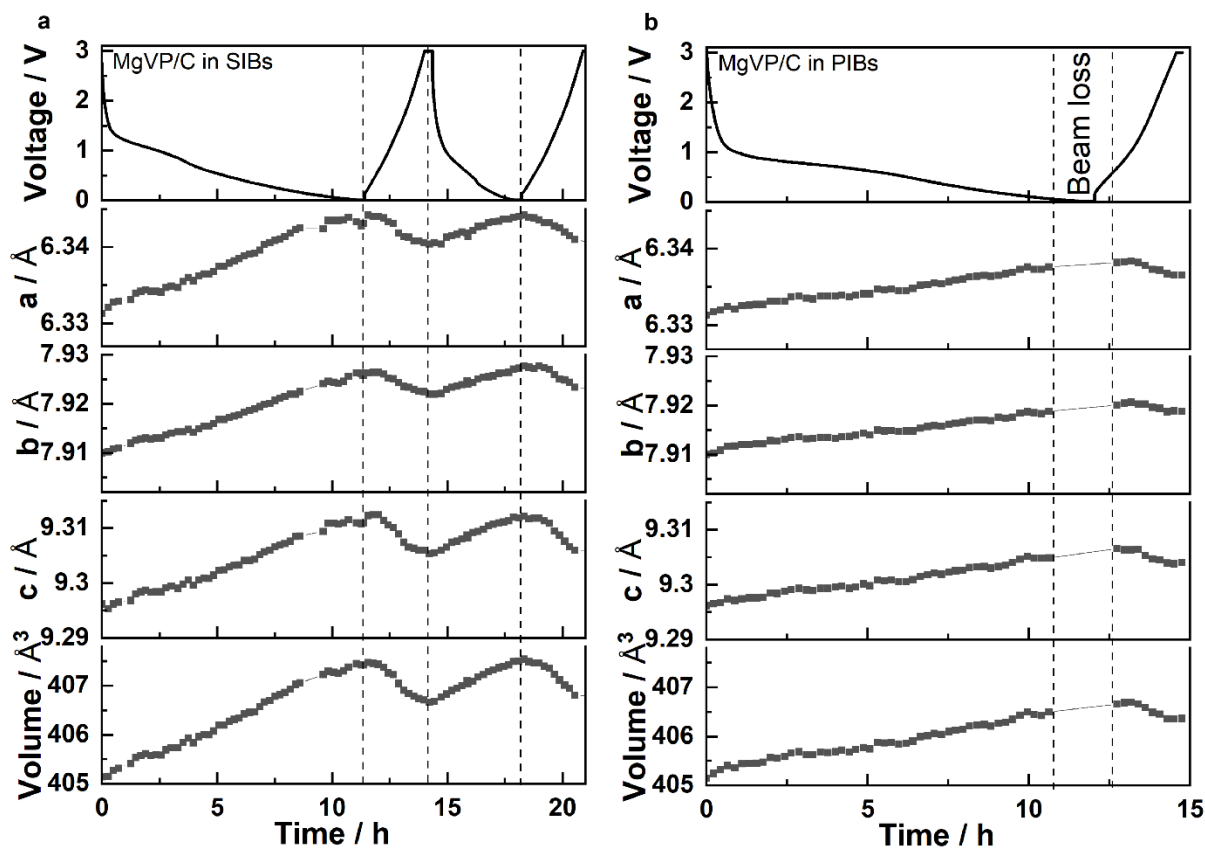 a
MgVP/C in SIBs
Voltage / V
3
2
1
0
a / Å
6.34
6.33
b / Å
7.93
7.92
7.91
c / Å
9.31
9.3
9.29
Volume / Å³
407
406
405
0 5 10 15 20
Time / h
b
MgVP/C in PIBs
Beam loss
Voltage / V
3
2
1
0
a / Å
6.34
6.33
b / Å
7.93
7.92
7.91
c / Å
9.31
9.3
9.29
Volume / Å³
407
406
405
0 5 10 15
Time / h